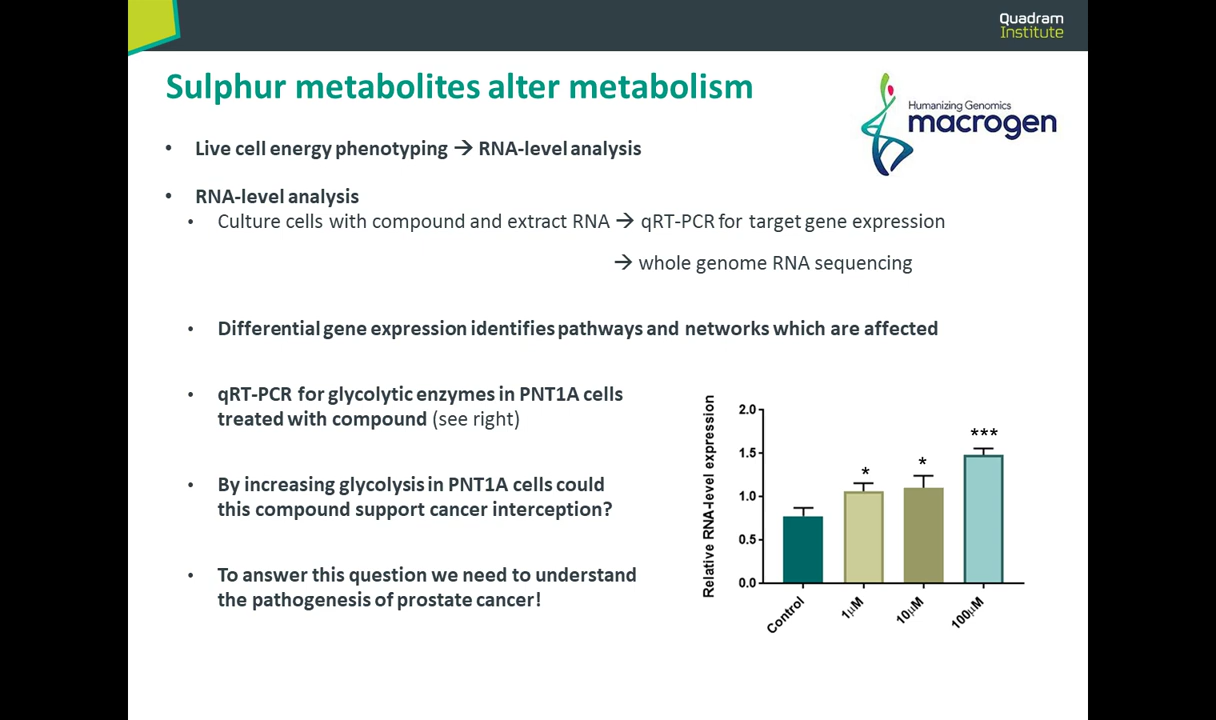 Quadram
Institute
Sulphur metabolites alter metabolism
Humanizing Genomics
macrogen
• Live cell energy phenotyping → RNA-level analysis
• RNA-level analysis
• Culture cells with compound and extract RNA → qRT-PCR for target gene expression
→ whole genome RNA sequencing
• Differential gene expression identifies pathways and networks which are affected
• qRT-PCR for glycolytic enzymes in PNT1A cells
treated with compound (see right)
• By increasing glycolysis in PNT1A cells could
this compound support cancer interception?
• To answer this question we need to understand
the pathogenesis of prostate cancer!
Relative RNA-level expression
2.0
1.5
1.0
0.5
0.0
*
*
***
Control
1μM
10μM
100μM